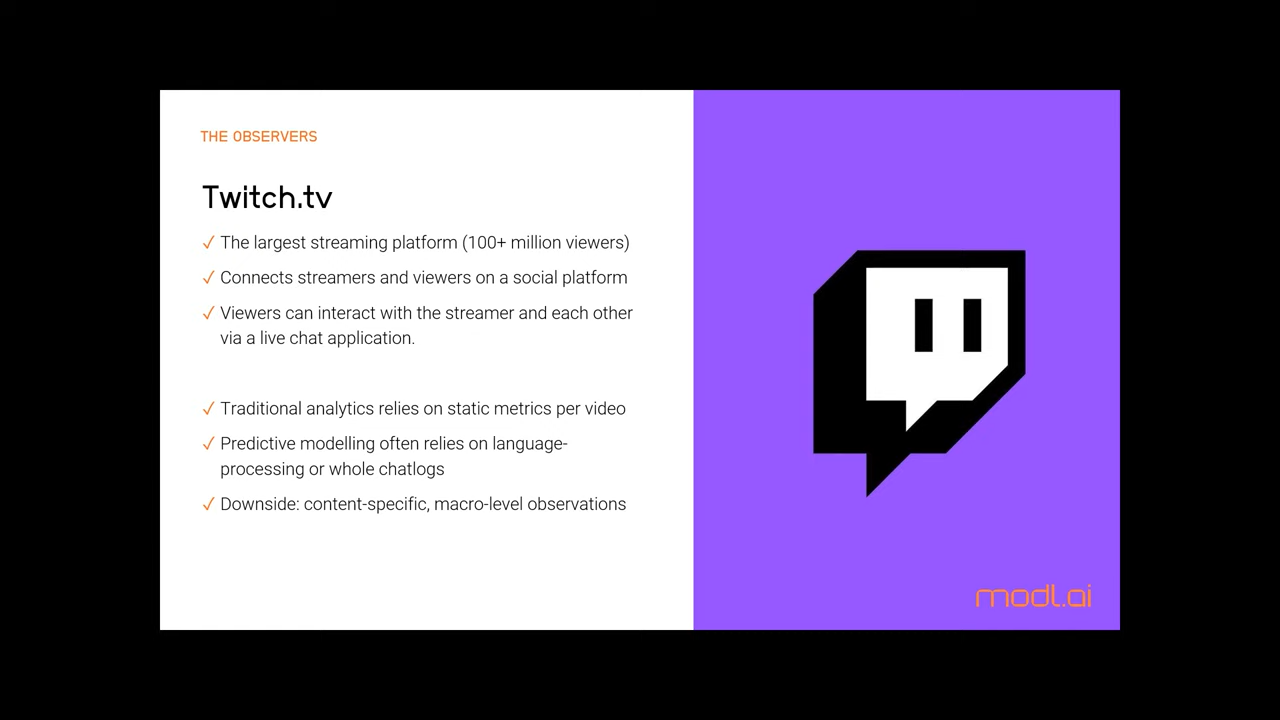 THE OBSERVERS
Twitch.tv
✓ The largest streaming platform (100+ million viewers)
✓ Connects streamers and viewers on a social platform
✓ Viewers can interact with the streamer and each other
via a live chat application.
✓ Traditional analytics relies on static metrics per video
✓ Predictive modelling often relies on language-
processing or whole chatlogs
✓ Downside: content-specific, macro-level observations
modl.ai